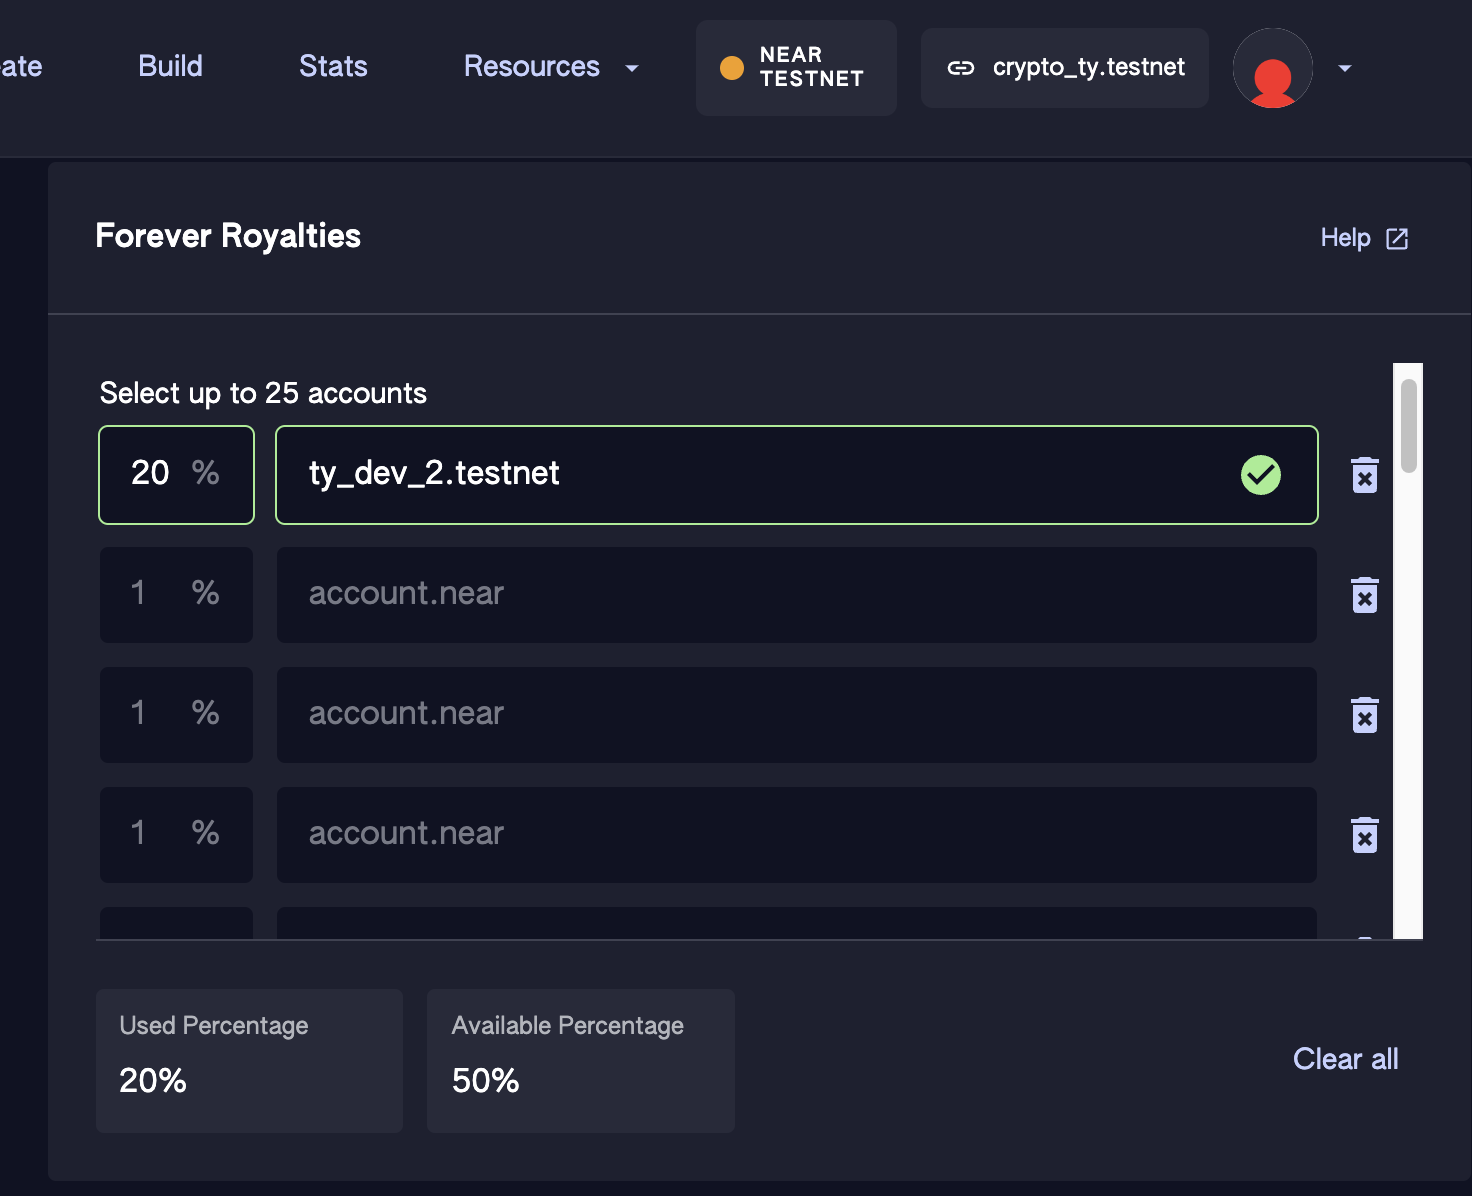 ate Build Stats Resources
NEAR
TESTNET
crypto_ty.testnet
Forever Royalties
Help
Select up to 25 accounts
20 % ty_dev_2.testnet
1 % account.near
1 % account.near
1 % account.near
Used Percentage
20%
Available Percentage
50%
Clear all